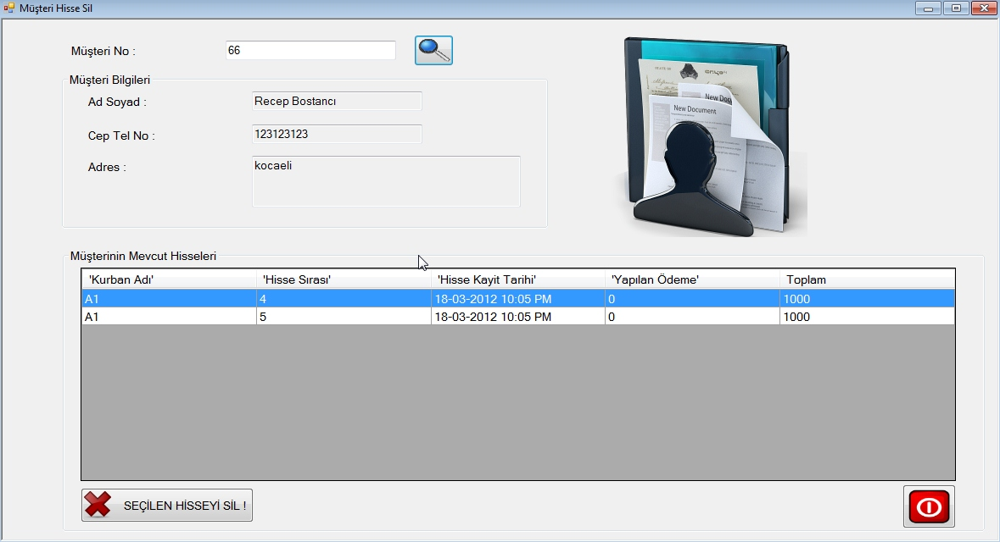 Müşteri Hisse Sil
Müşteri No :
66
Müşteri Bilgileri
Ad Soyad :
Recep Bostancı
Cep Tel No :
123123123
Adres :
kocaeli
New Document
New Document
Müşterinin Mevcut Hisseleri
'Kurban Adı' 'Hisse Sırası' 'Hisse Kayit Tarihi' 'Yapılan Ödeme' Toplam
A1 4 18-03-2012 10:05 PM 0 1000
A1 5 18-03-2012 10:05 PM 0 1000
SEÇİLEN HİSSEYİ SİL !